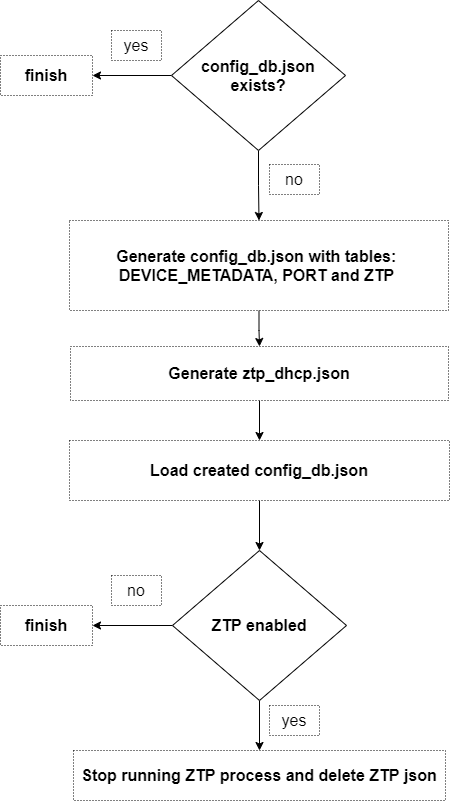 config_db.json
exists?
yes
finish
no
Generate config_db.json with tables:
DEVICE_METADATA, PORT and ZTP
Generate ztp_dhcp.json
Load created config_db.json
ZTP enabled
no
finish
yes
Stop running ZTP process and delete ZTP json